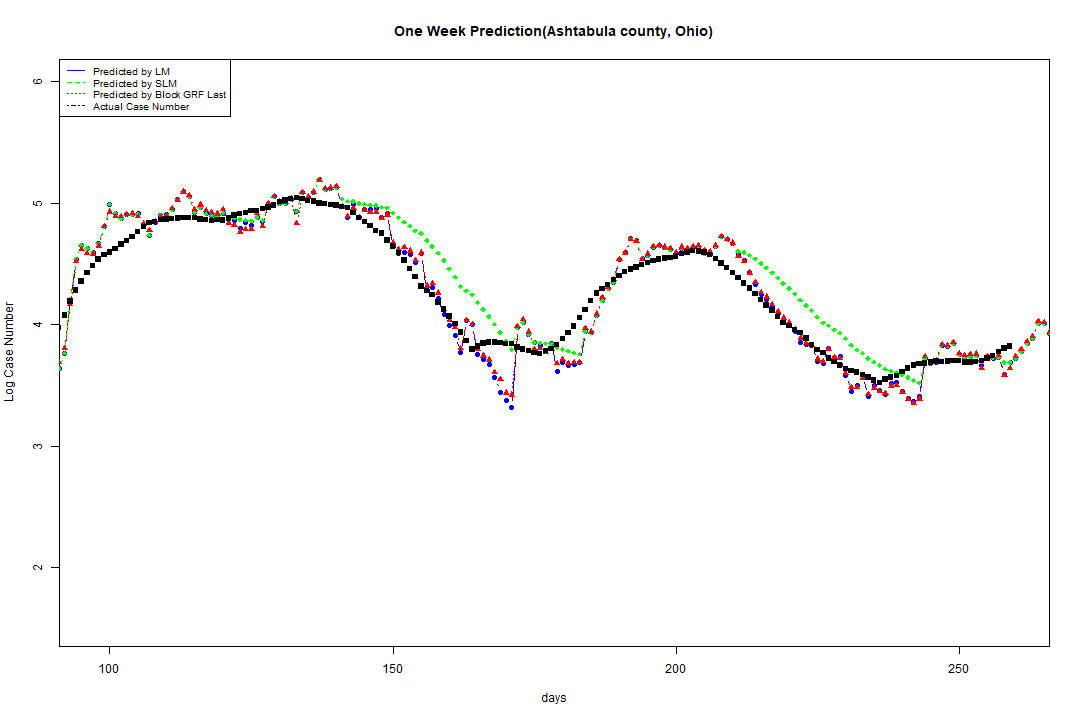 One Week Prediction(Ashtabula county, Ohio)
Predicted by LM
Predicted by SLM
Predicted by Block GRF Last
Actual Case Number
6
5
4
3
2
Log Case Number
100 150 200 250
days